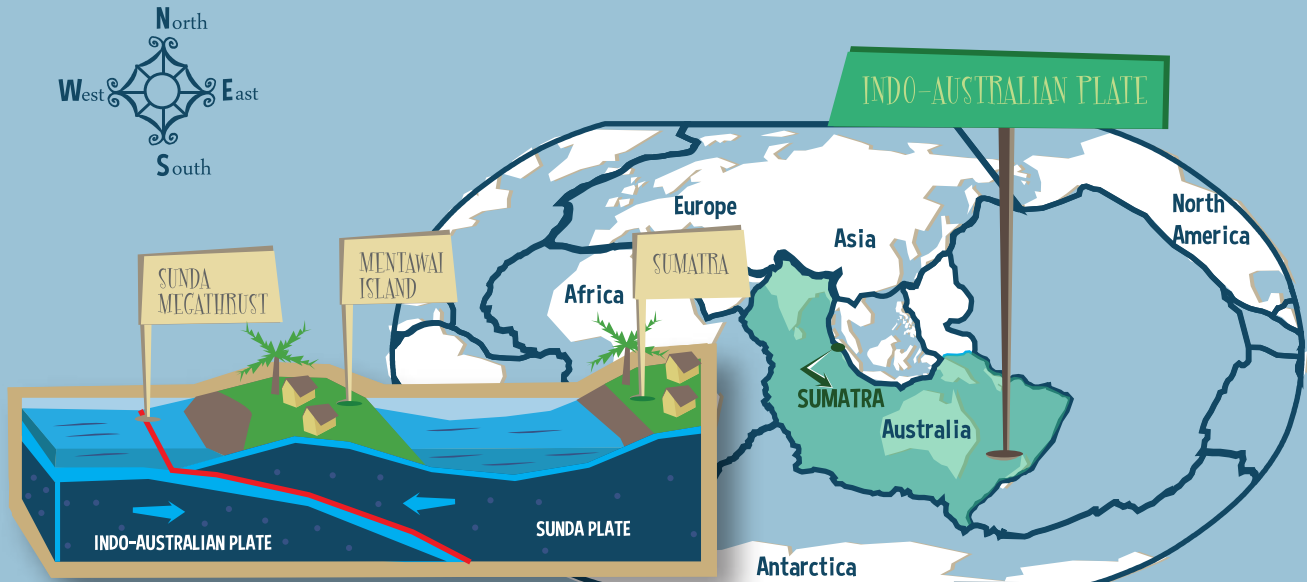 North
West
East
South
INDO-AUSTRALIAN PLATE
Europe
North
America
Asia
Africa
SUNDA
MEGATHRUST
MENTAWAI
ISLAND
SUMATRA
SUMATRA
Australia
INDO-AUSTRALIAN PLATE
SUNDA PLATE
Antarctica